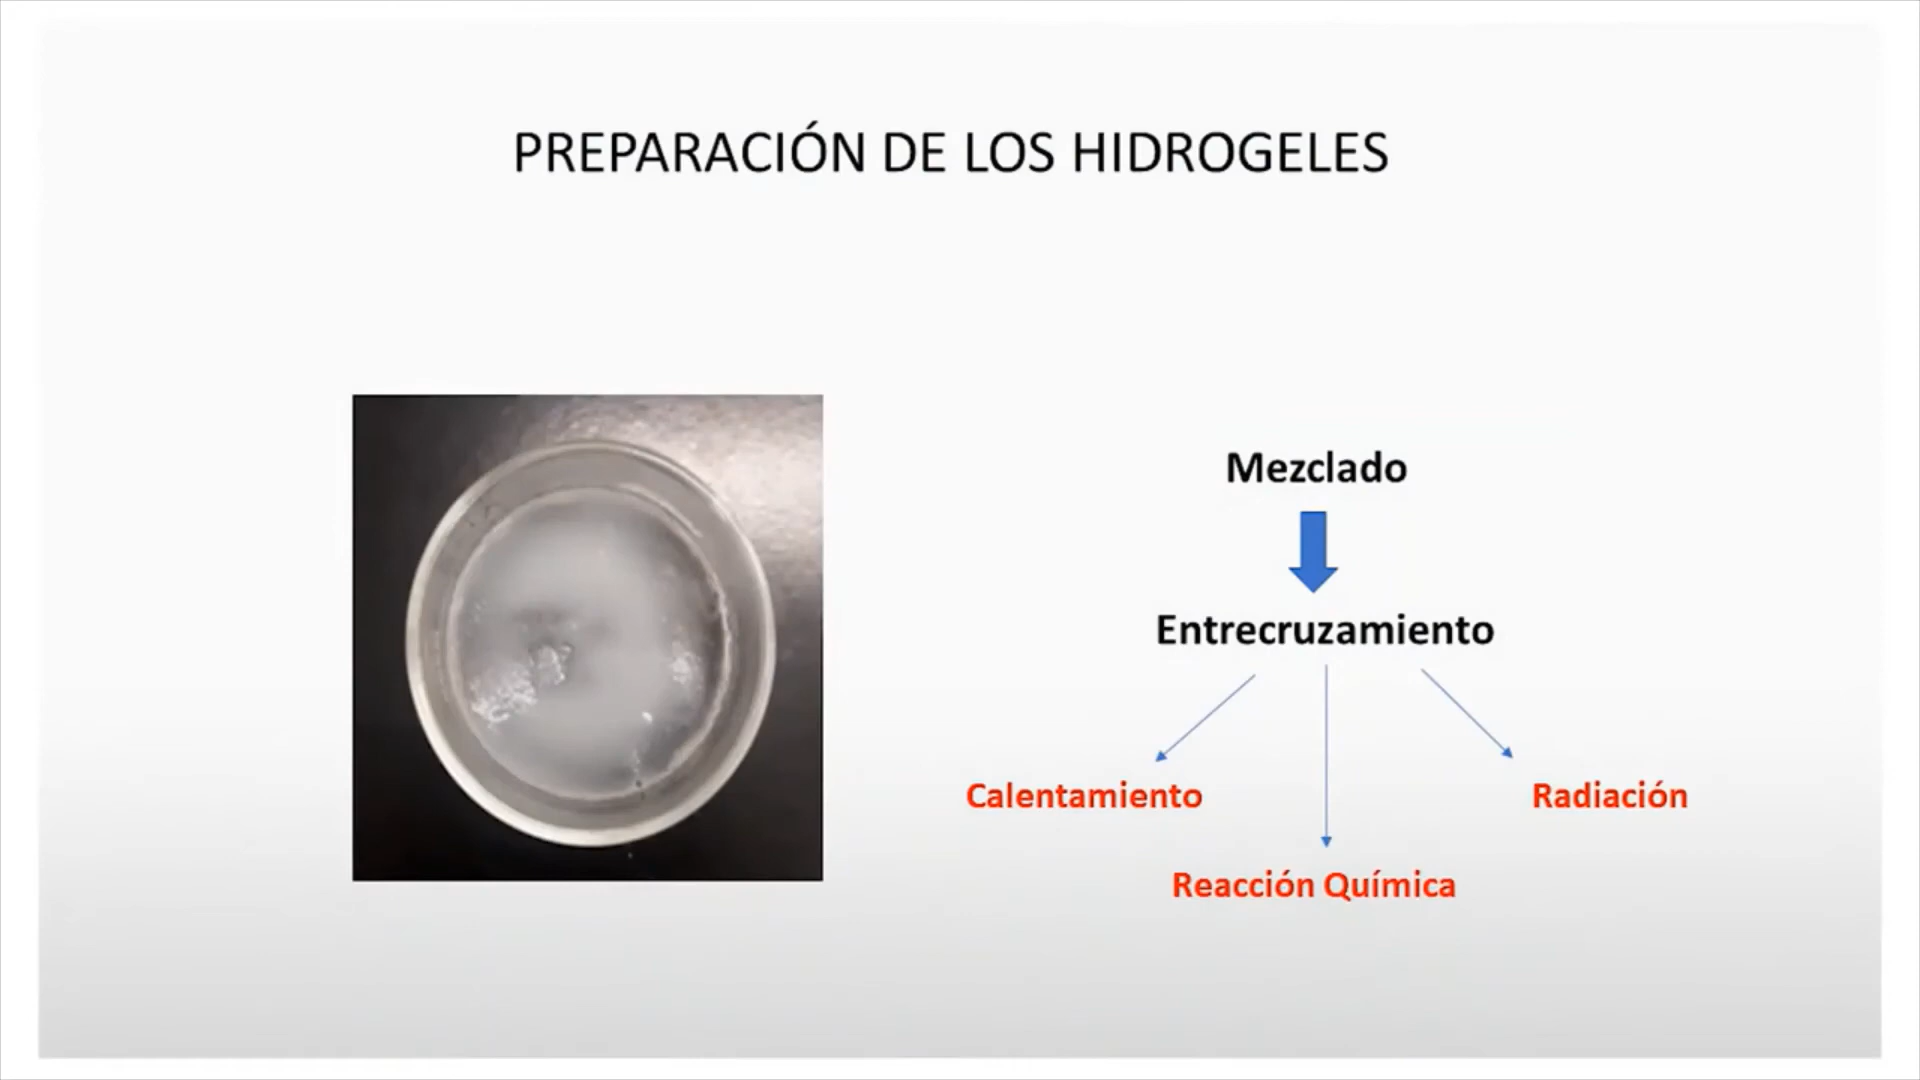 PREPARACIÓN DE LOS HIDROGELES
Mezclado
Entrecruzamiento
Calentamiento
Radiación
Reacción Química